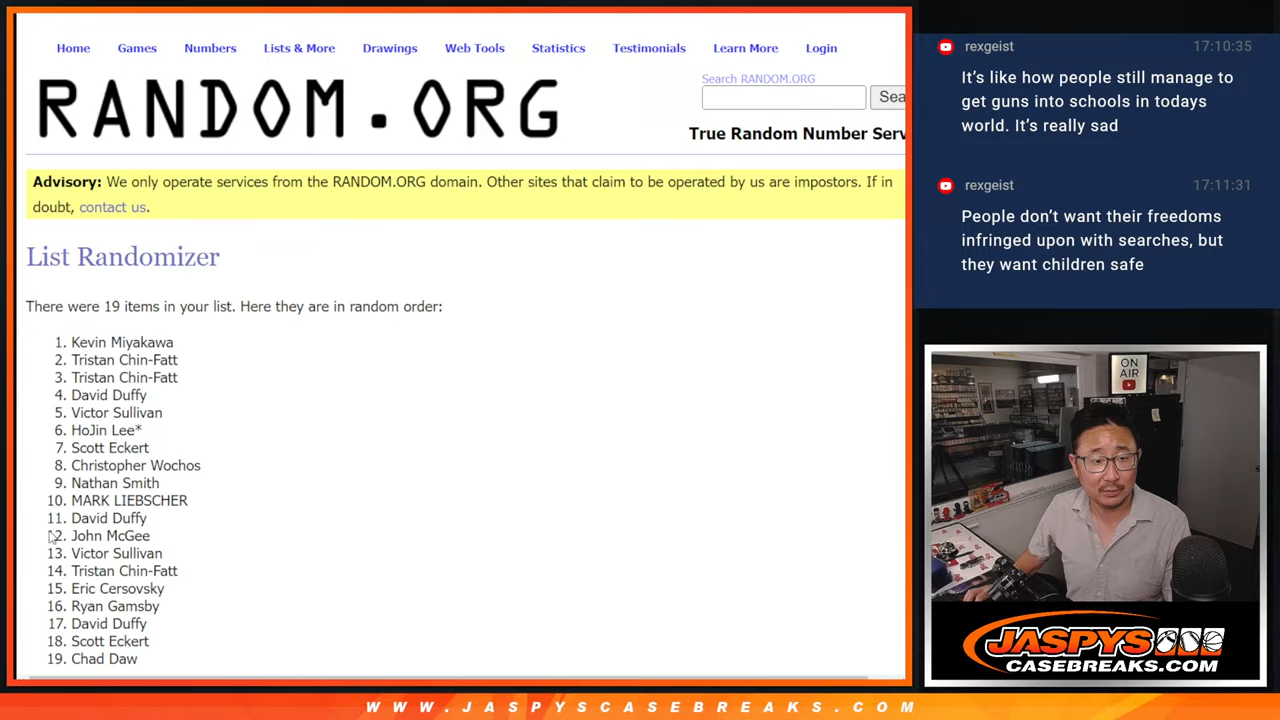 Home Games Numbers Lists & More Drawings Web Tools Statistics Testimonials Learn More Login
RANDOM.ORG
Search RANDOM.ORG
Sea
True Random Number Serv
Advisory: We only operate services from the RANDOM.ORG domain. Other sites that claim to be operated by us are impostors. If in
doubt, contact us.
List Randomizer
There were 19 items in your list. Here they are in random order:
1. Kevin Miyakawa
2. Tristan Chin-Fatt
3. Tristan Chin-Fatt
4. David Duffy
5. Victor Sullivan
6. HoJin Lee*
7. Scott Eckert
8. Christopher Wochos
9. Nathan Smith
10. MARK LIEBSCHER
11. David Duffy
12. John McGee
13. Victor Sullivan
14. Tristan Chin-Fatt
15. Eric Cersovsky
16. Ryan Gamsby
17. David Duffy
18. Scott Eckert
19. Chad Daw
rexgeist 17:10:35
It's like how people still manage to
get guns into schools in todays
world. It's really sad
rexgeist 17:11:31
People don't want their freedoms
infringed upon with searches, but
they want children safe
ON
AIR
JASPYS
CASEBREAKS.COM
WWW.JASPYSCASEBREAKS.COM